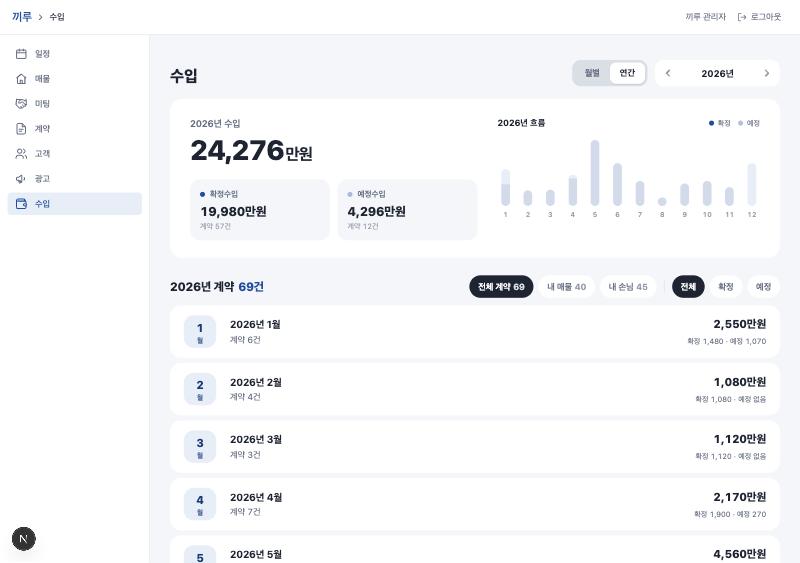 끼루 > 수입
끼루 관리자 로그아웃
일정
매물
미팅
계약
고객
광고
수입
수입
월별 연간
2026년
2026년 수입
24,276만원
확정수입
19,980만원
계약 57건
예정수입
4,296만원
계약 12건
2026년 흐름
확정 예정
1 2 3 4 5 6 7 8 9 10 11 12
2026년 계약 69건
전체 계약 69 내 매물 40 내 손님 45 전체 확정 예정
1월
2026년 1월
계약 6건
2,550만원
확정 1,480 · 예정 1,070
2월
2026년 2월
계약 4건
1,080만원
확정 1,080 · 예정 없음
3월
2026년 3월
계약 3건
1,120만원
확정 1,120 · 예정 없음
4월
2026년 4월
계약 7건
2,170만원
확정 1,900 · 예정 270
5
2026년 5월
4,560만원
N